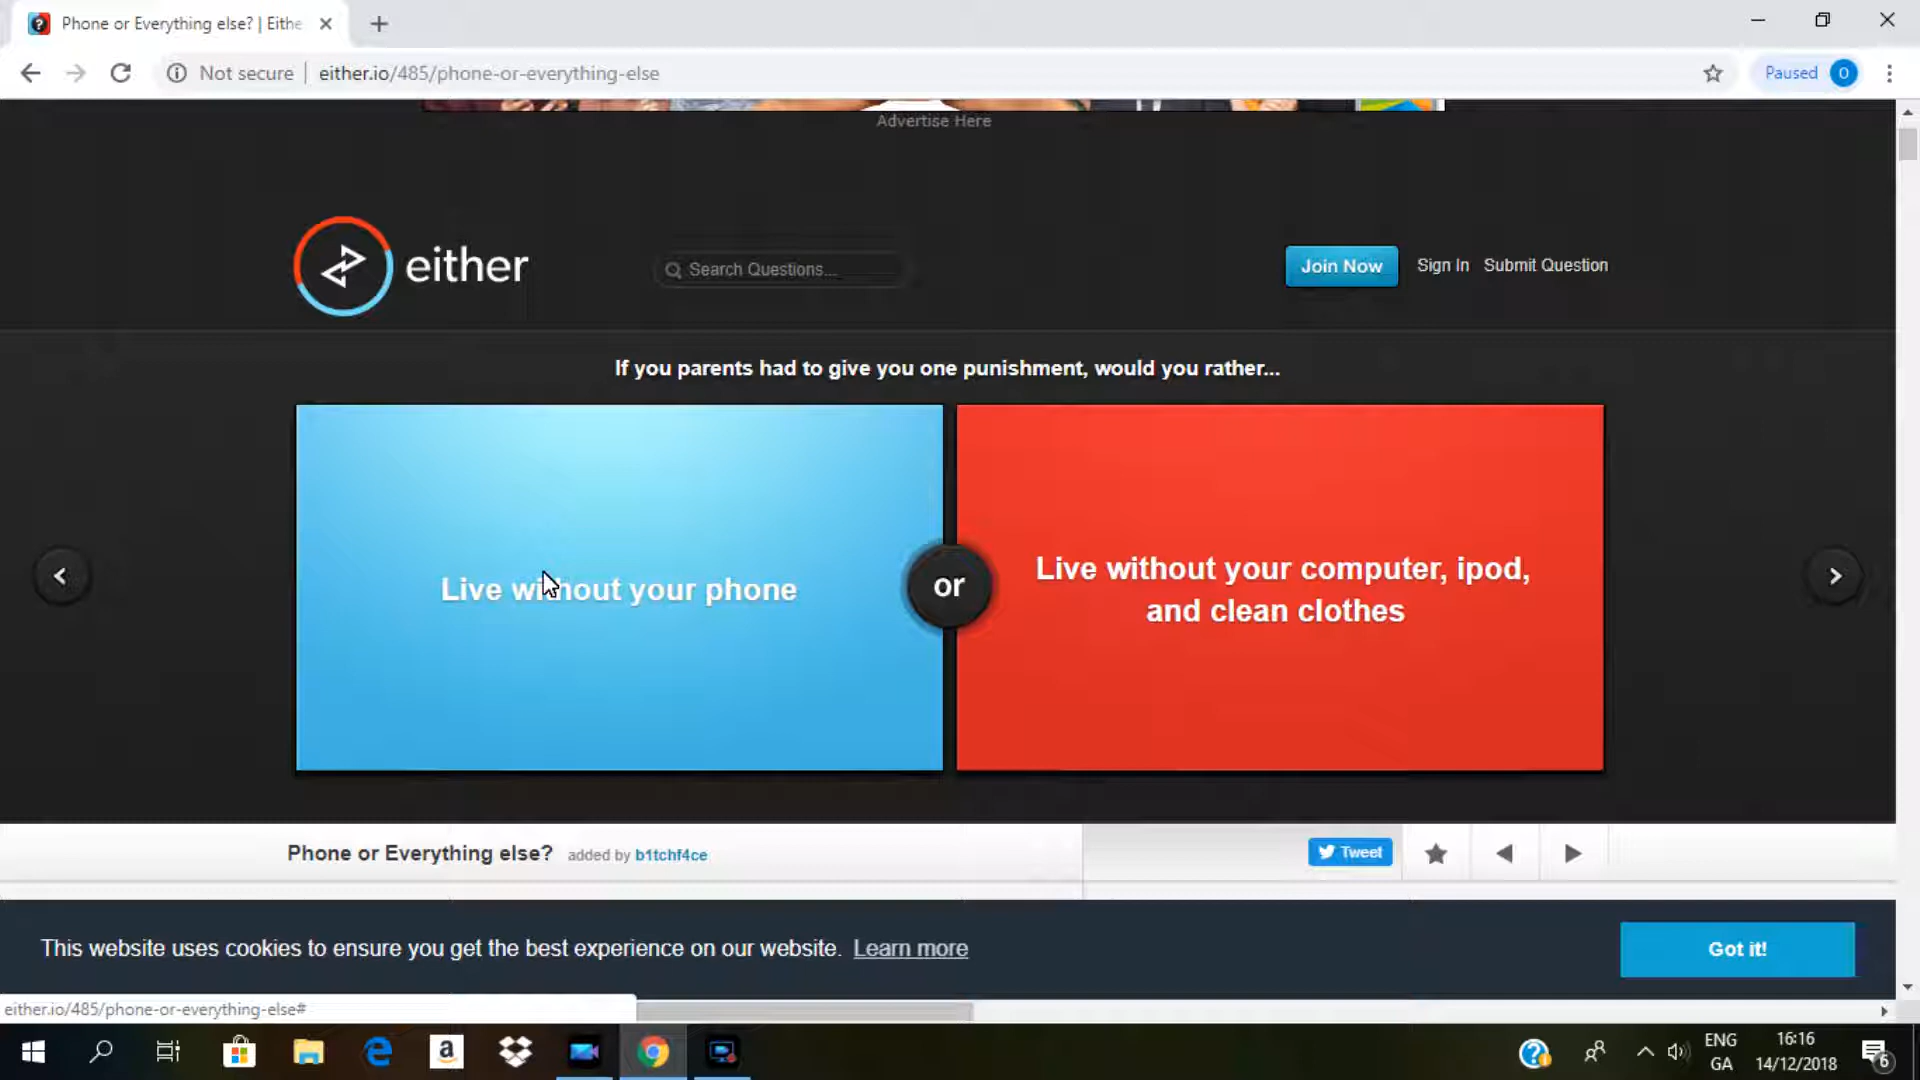 Phone or Everything else? | Eithe
Not secure
either.io/485/phone-or-everything-else
Paused
O
Advertise Here
either
Search Questions...
Join Now
Sign In
Submit Question
If you parents had to give you one punishment, would you rather...
Live without your phone
or
Live without your computer, ipod,
and clean clothes
Phone or Everything else?
added by b1tchf4ce
Tweet
This website uses cookies to ensure you get the best experience on our website. Learn more
Got it!
either.io/485/phone-or-everything-else#
ENG
GA
16:16
14/12/2018
6